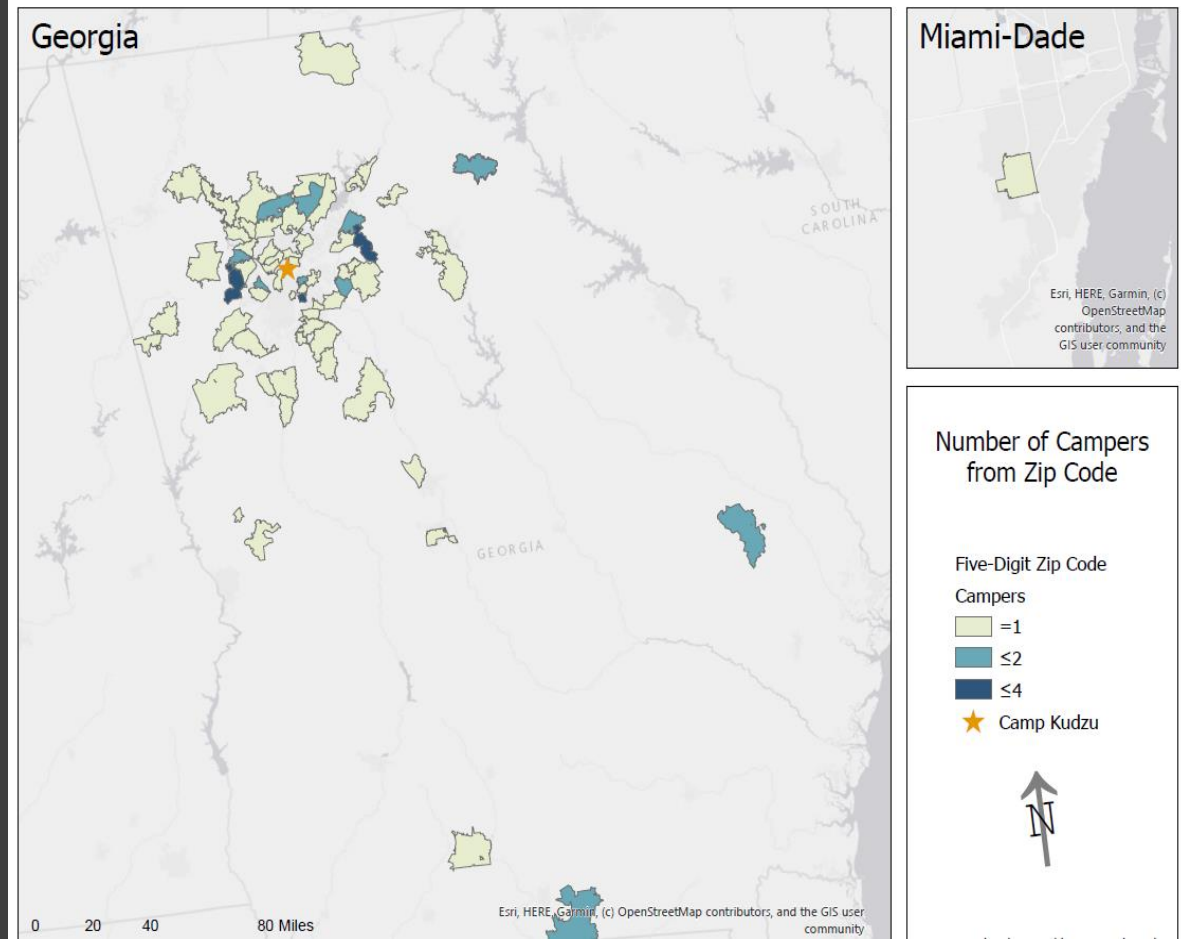 Georgia
SOUTH
CAROLINA
GEORGIA
0 20 40 80 Miles
Esri, HERE, Garmin, (c) OpenStreetMap contributors, and the GIS user
community
Miami-Dade
Esri, HERE, Garmin, (c)
OpenStreetMap
contributors, and the
GIS user community
Number of Campers
from Zip Code
Five-Digit Zip Code
Campers
=1
≤2
≤4
Camp Kudzu
N